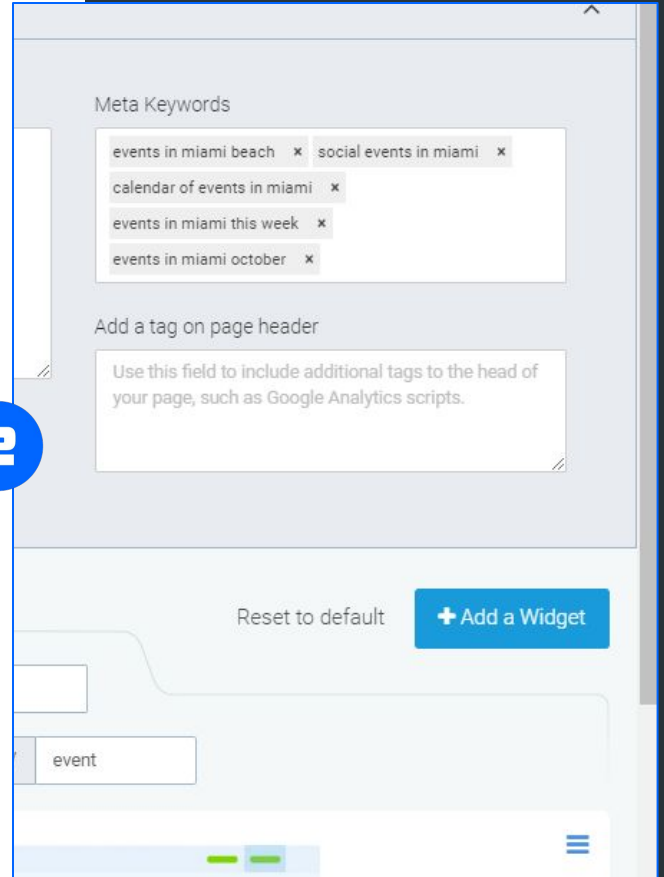 Meta Keywords
events in miami beach × social events in miami ×
calendar of events in miami ×
events in miami this week ×
events in miami october ×
Add a tag on page header
Use this field to include additional tags to the head of
your page, such as Google Analytics scripts.
Reset to default + Add a Widget
/ event